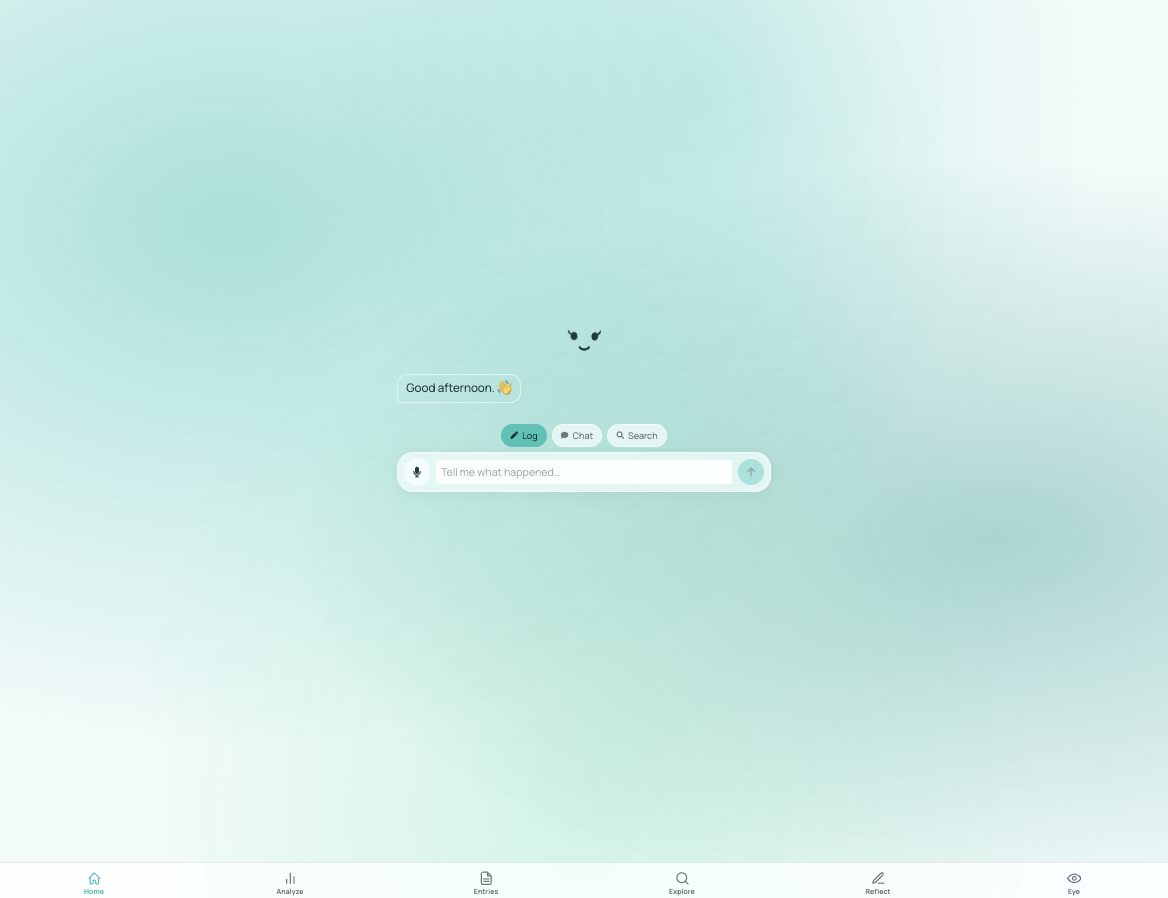 Good afternoon. 👋
Log Chat Search
Tell me what happened...
Home Analyze Entries Explore Reflect Eye